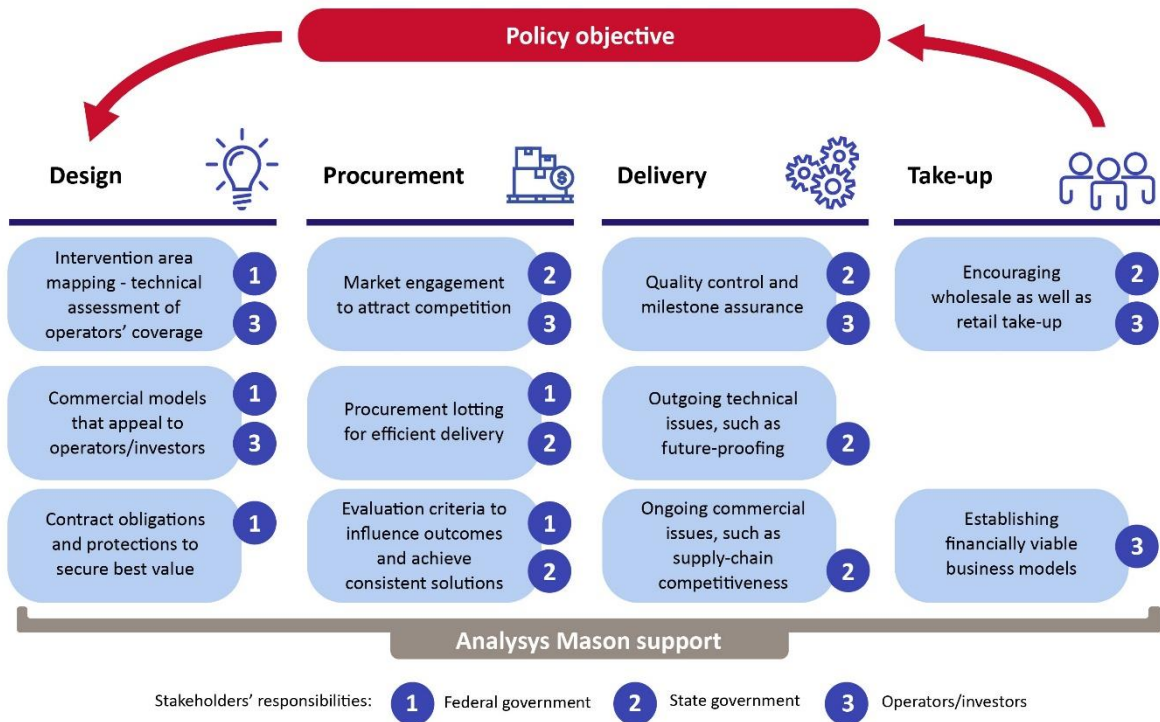 Policy objective
Design
Procurement
Delivery
Take-up
Intervention area
mapping - technical
assessment of
operators' coverage
1
3
Market engagement
to attract competition
2
3
Quality control and
milestone assurance
2
3
Encouraging
wholesale as well as
retail take-up
2
3
Commercial models
that appeal to
operators/investors
1
3
Procurement lotting
for efficient delivery
1
2
Outgoing technical
issues, such as
future-proofing
2
Contract obligations
and protections to
secure best value
1
Evaluation criteria to
influence outcomes
and achieve
consistent solutions
1
2
Ongoing commercial
issues, such as
supply-chain
competitiveness
2
Establishing
financially viable
business models
3
Analysys Mason support
Stakeholders' responsibilities: 1 Federal government 2 State government 3 Operators/investors